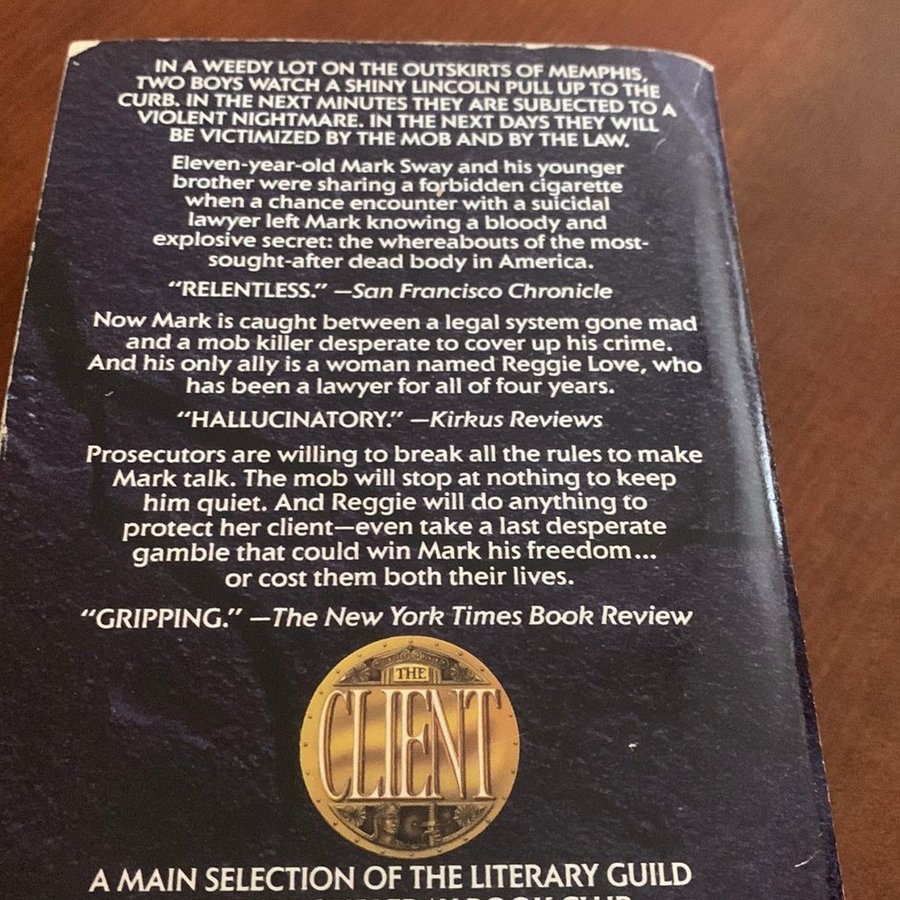 IN A WEEDY LOT ON THE OUTSKIRTS OF MEMPHIS,
TWO BOYS WATCH A SHINY LINCOLN PULL UP TO THE
CURB. IN THE NEXT MINUTES THEY ARE SUBJECTED TO A
VIOLENT NIGHTMARE. IN THE NEXT DAYS THEY WILL
BE VICTIMIZED BY THE MOB AND BY THE LAW.
Eleven-year-old Mark Sway and his younger
brother were sharing a forbidden cigarette
when a chance encounter with a suicidal
lawyer left Mark knowing a bloody and
explosive secret: the whereabouts of the most-
sought-after dead body in America.
“RELENTLESS.” —San Francisco Chronicle
Now Mark is caught between a legal system gone mad
and a mob killer desperate to cover up his crime.
And his only ally is a woman named Reggie Love, who
has been a lawyer for all of four years.
“HALLUCINATORY.” —Kirkus Reviews
Prosecutors are willing to break all the rules to make
Mark talk. The mob will stop at nothing to keep
him quiet. And Reggie will do anything to
protect her client—even take a last desperate
gamble that could win Mark his freedom...
or cost them both their lives.
“GRIPPING.” —The New York Times Book Review
THE
CLIENT
A MAIN SELECTION OF THE LITERARY GUILD
BOOK CLUB